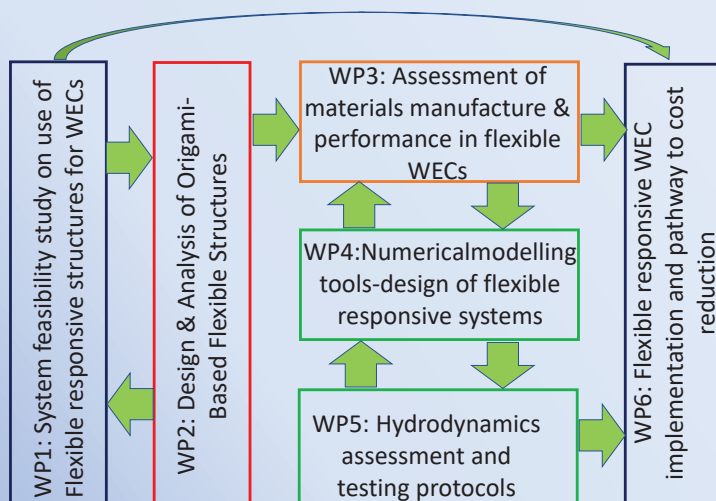 WP1: System feasibility study on use of
Flexible responsive structures for WECs
WP2: Design & Analysis of Origami-
Based Flexible Structures
WP3: Assessment of
materials manufacture &
performance in flexible
WECs
WP4:Numericalmodelling
tools-design of flexible
responsive systems
WP5: Hydrodynamics
assessment and
testing protocols
WP6: Flexible responsive WEC
implementation and pathway to cost
reduction